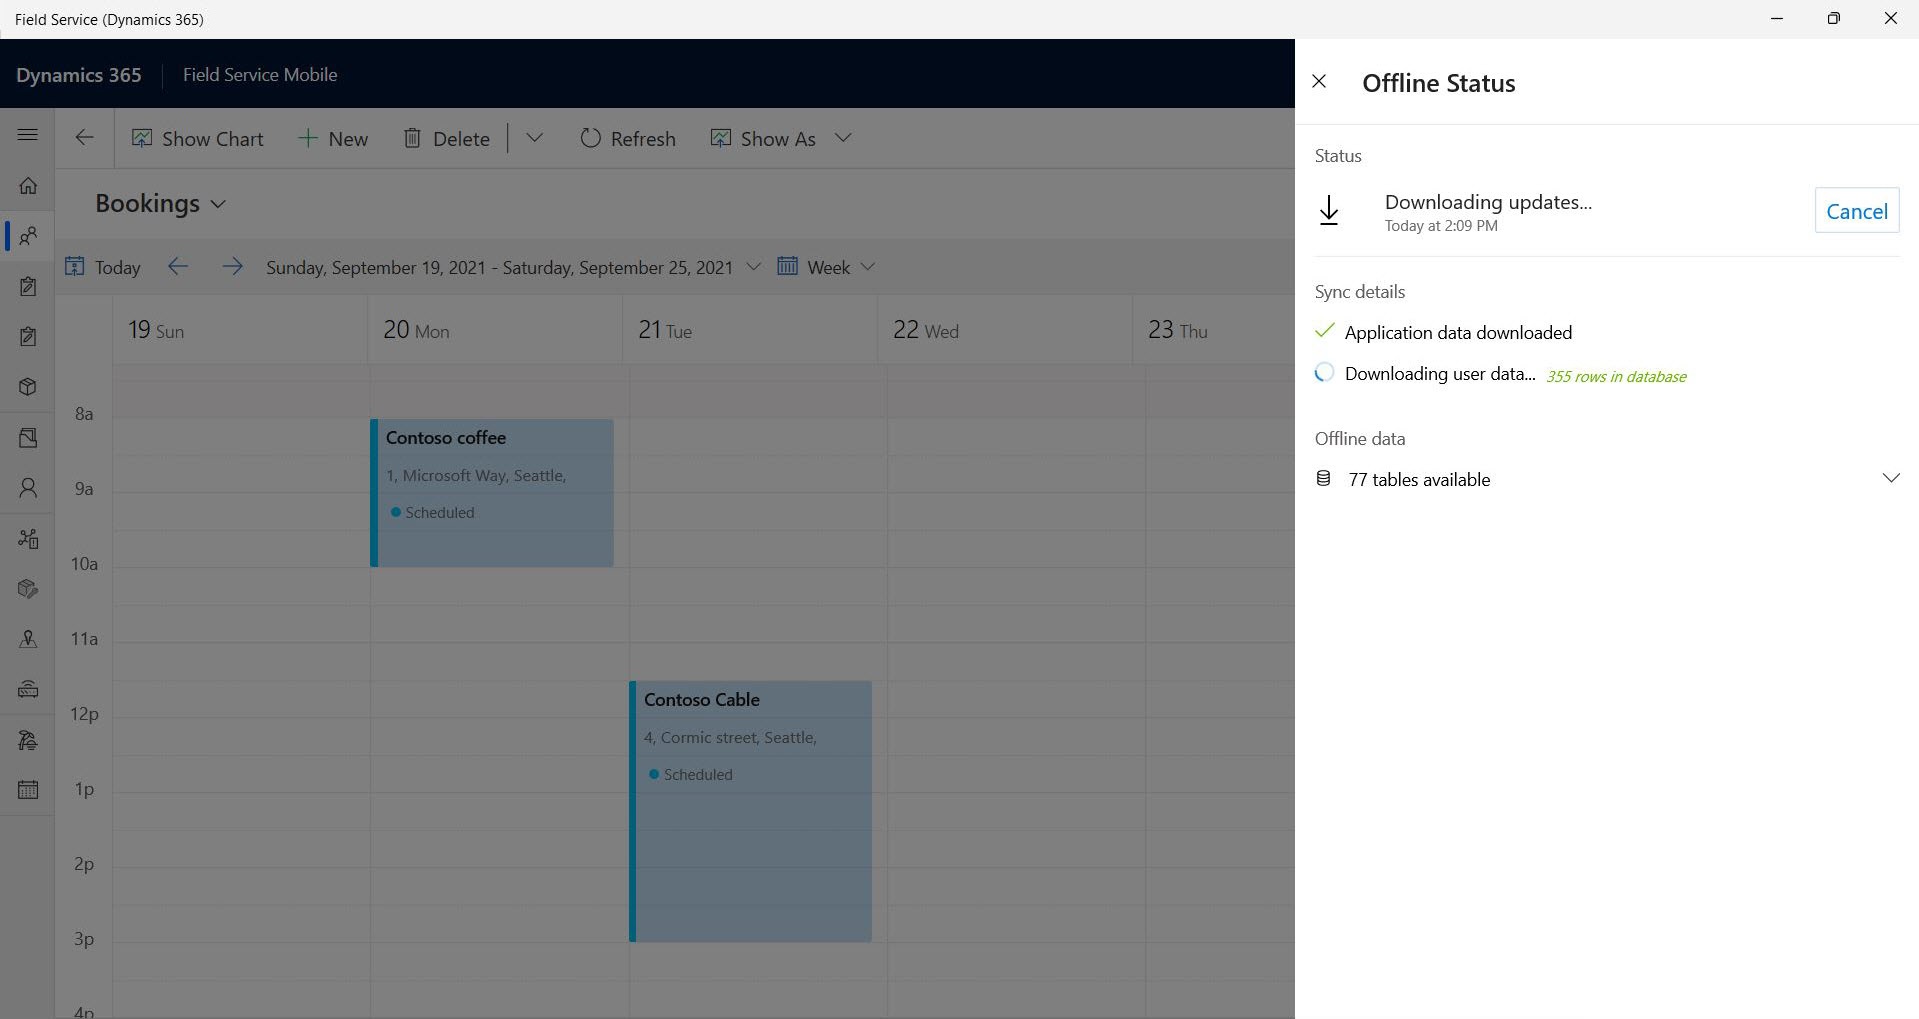 Field Service (Dynamics 365)
Dynamics 365
Field Service Mobile
Show Chart
New
Delete
Refresh
Show As
Bookings
Today
Sunday, September 19, 2021 - Saturday, September 25, 2021
Week
19 Sun
20 Mon
21 Tue
22 Wed
23 Thu
8a
9a
10a
11a
12p
1p
2p
3p
4p
Contoso coffee
1, Microsoft Way, Seattle,
Scheduled
Contoso Cable
4, Cormic street, Seattle,
Scheduled
Offline Status
Status
Downloading updates...
Today at 2:09 PM
Cancel
Sync details
Application data downloaded
Downloading user data... 355 rows in database
Offline data
77 tables available